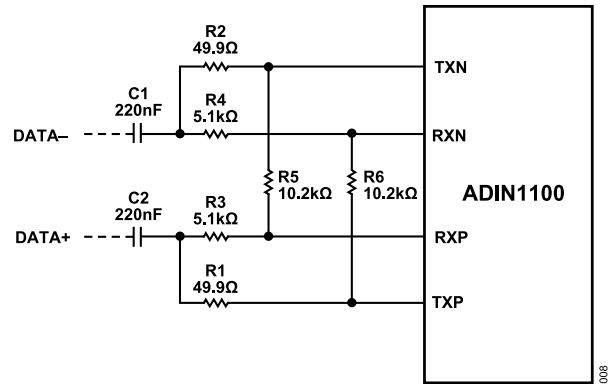 R2
49.9Ω
TXN
C1
220nF
R4
5.1kΩ
DATA–
RXN
R5
10.2kΩ
R6
10.2kΩ
ADIN1100
C2
220nF
R3
5.1kΩ
DATA+
RXP
R1
49.9Ω
TXP
008